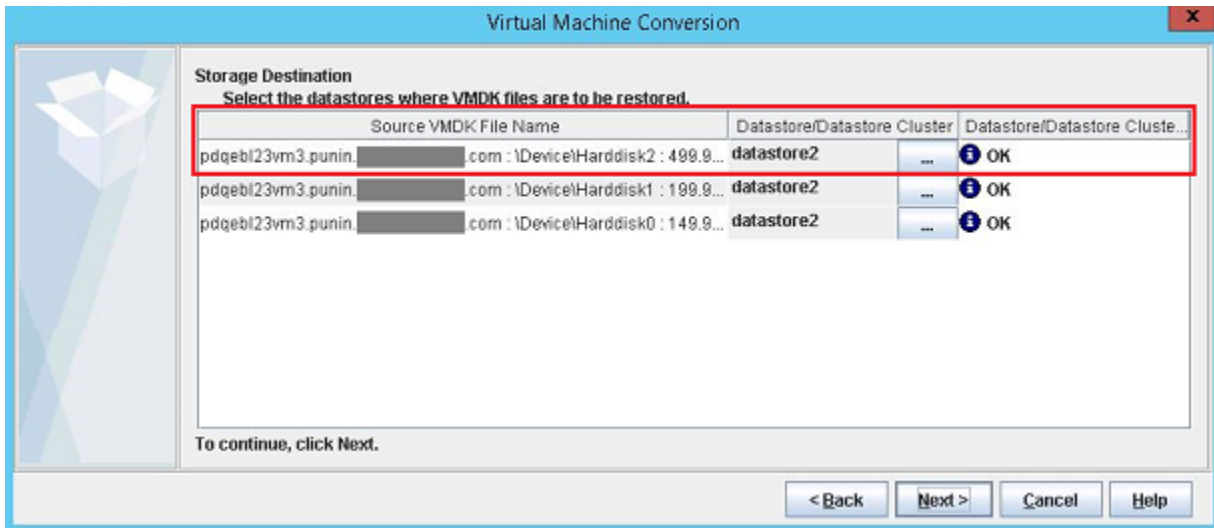 Virtual Machine Conversion
x
Storage Destination
Select the datastores where VMDK files are to be restored.
Source VMDK File Name Datastore/Datastore Cluster Datastore/Datastore Cluste...
pdqebl23vm3.punin. .com : \Device\Harddisk2 : 499.9... datastore2 ... OK
pdqebl23vm3.punin. .com : \Device\Harddisk1 : 199.9... datastore2 ... OK
pdqebl23vm3.punin. .com : \Device\Harddisk0 : 149.9... datastore2 ... OK
To continue, click Next.
< Back Next > Cancel Help